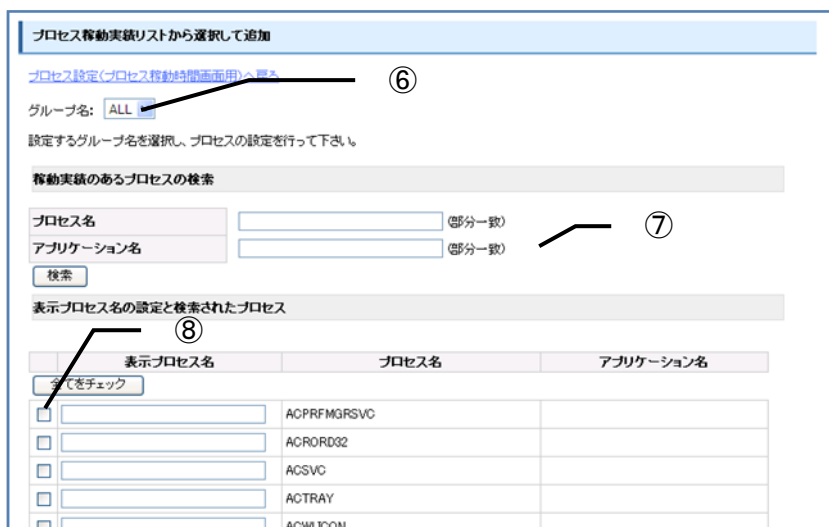 プロセス稼動実績リストから選択して追加
プロセス設定(プロセス稼動時間画面用)へ戻る
⑥
グループ名: ALL
設定するグループ名を選択し、プロセスの設定を行って下さい。
稼動実績のあるプロセスの検索
プロセス名 (部分一致)
⑦
アプリケーション名 (部分一致)
検索
表示プロセス名の設定と検索されたプロセス
⑧
表示プロセス名 プロセス名 アプリケーション名
全てをチェック
ACPRFMGRSVC
ACRORD32
ACSVC
ACTRAY
ACWLICON